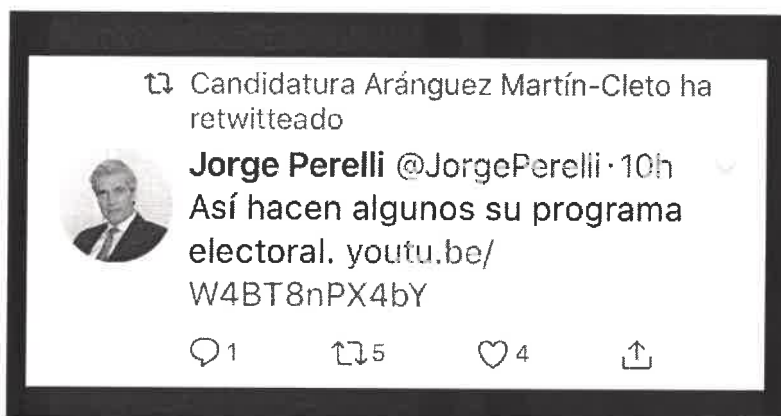 Candidatura Aránguez Martín-Cleto ha
retwitteado
Jorge Perelli @JorgePerelli · 10h
Así hacen algunos su programa
electoral. youtu.be/
W4BT8nPX4bY
1 5 4